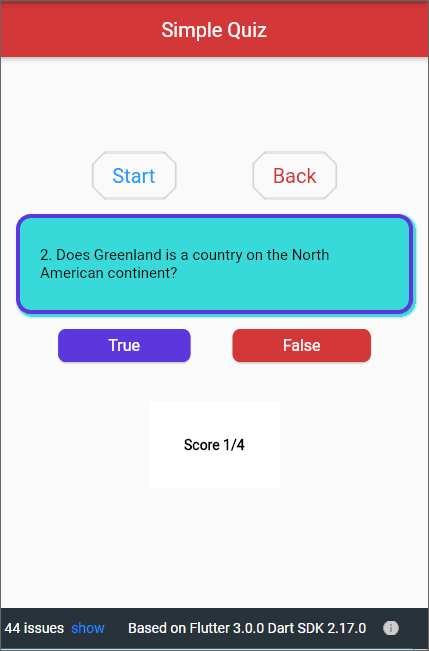 Simple Quiz
Start
Back
2. Does Greenland is a country on the North
American continent?
True
False
Score 1/4
44 issues show Based on Flutter 3.0.0 Dart SDK 2.17.0